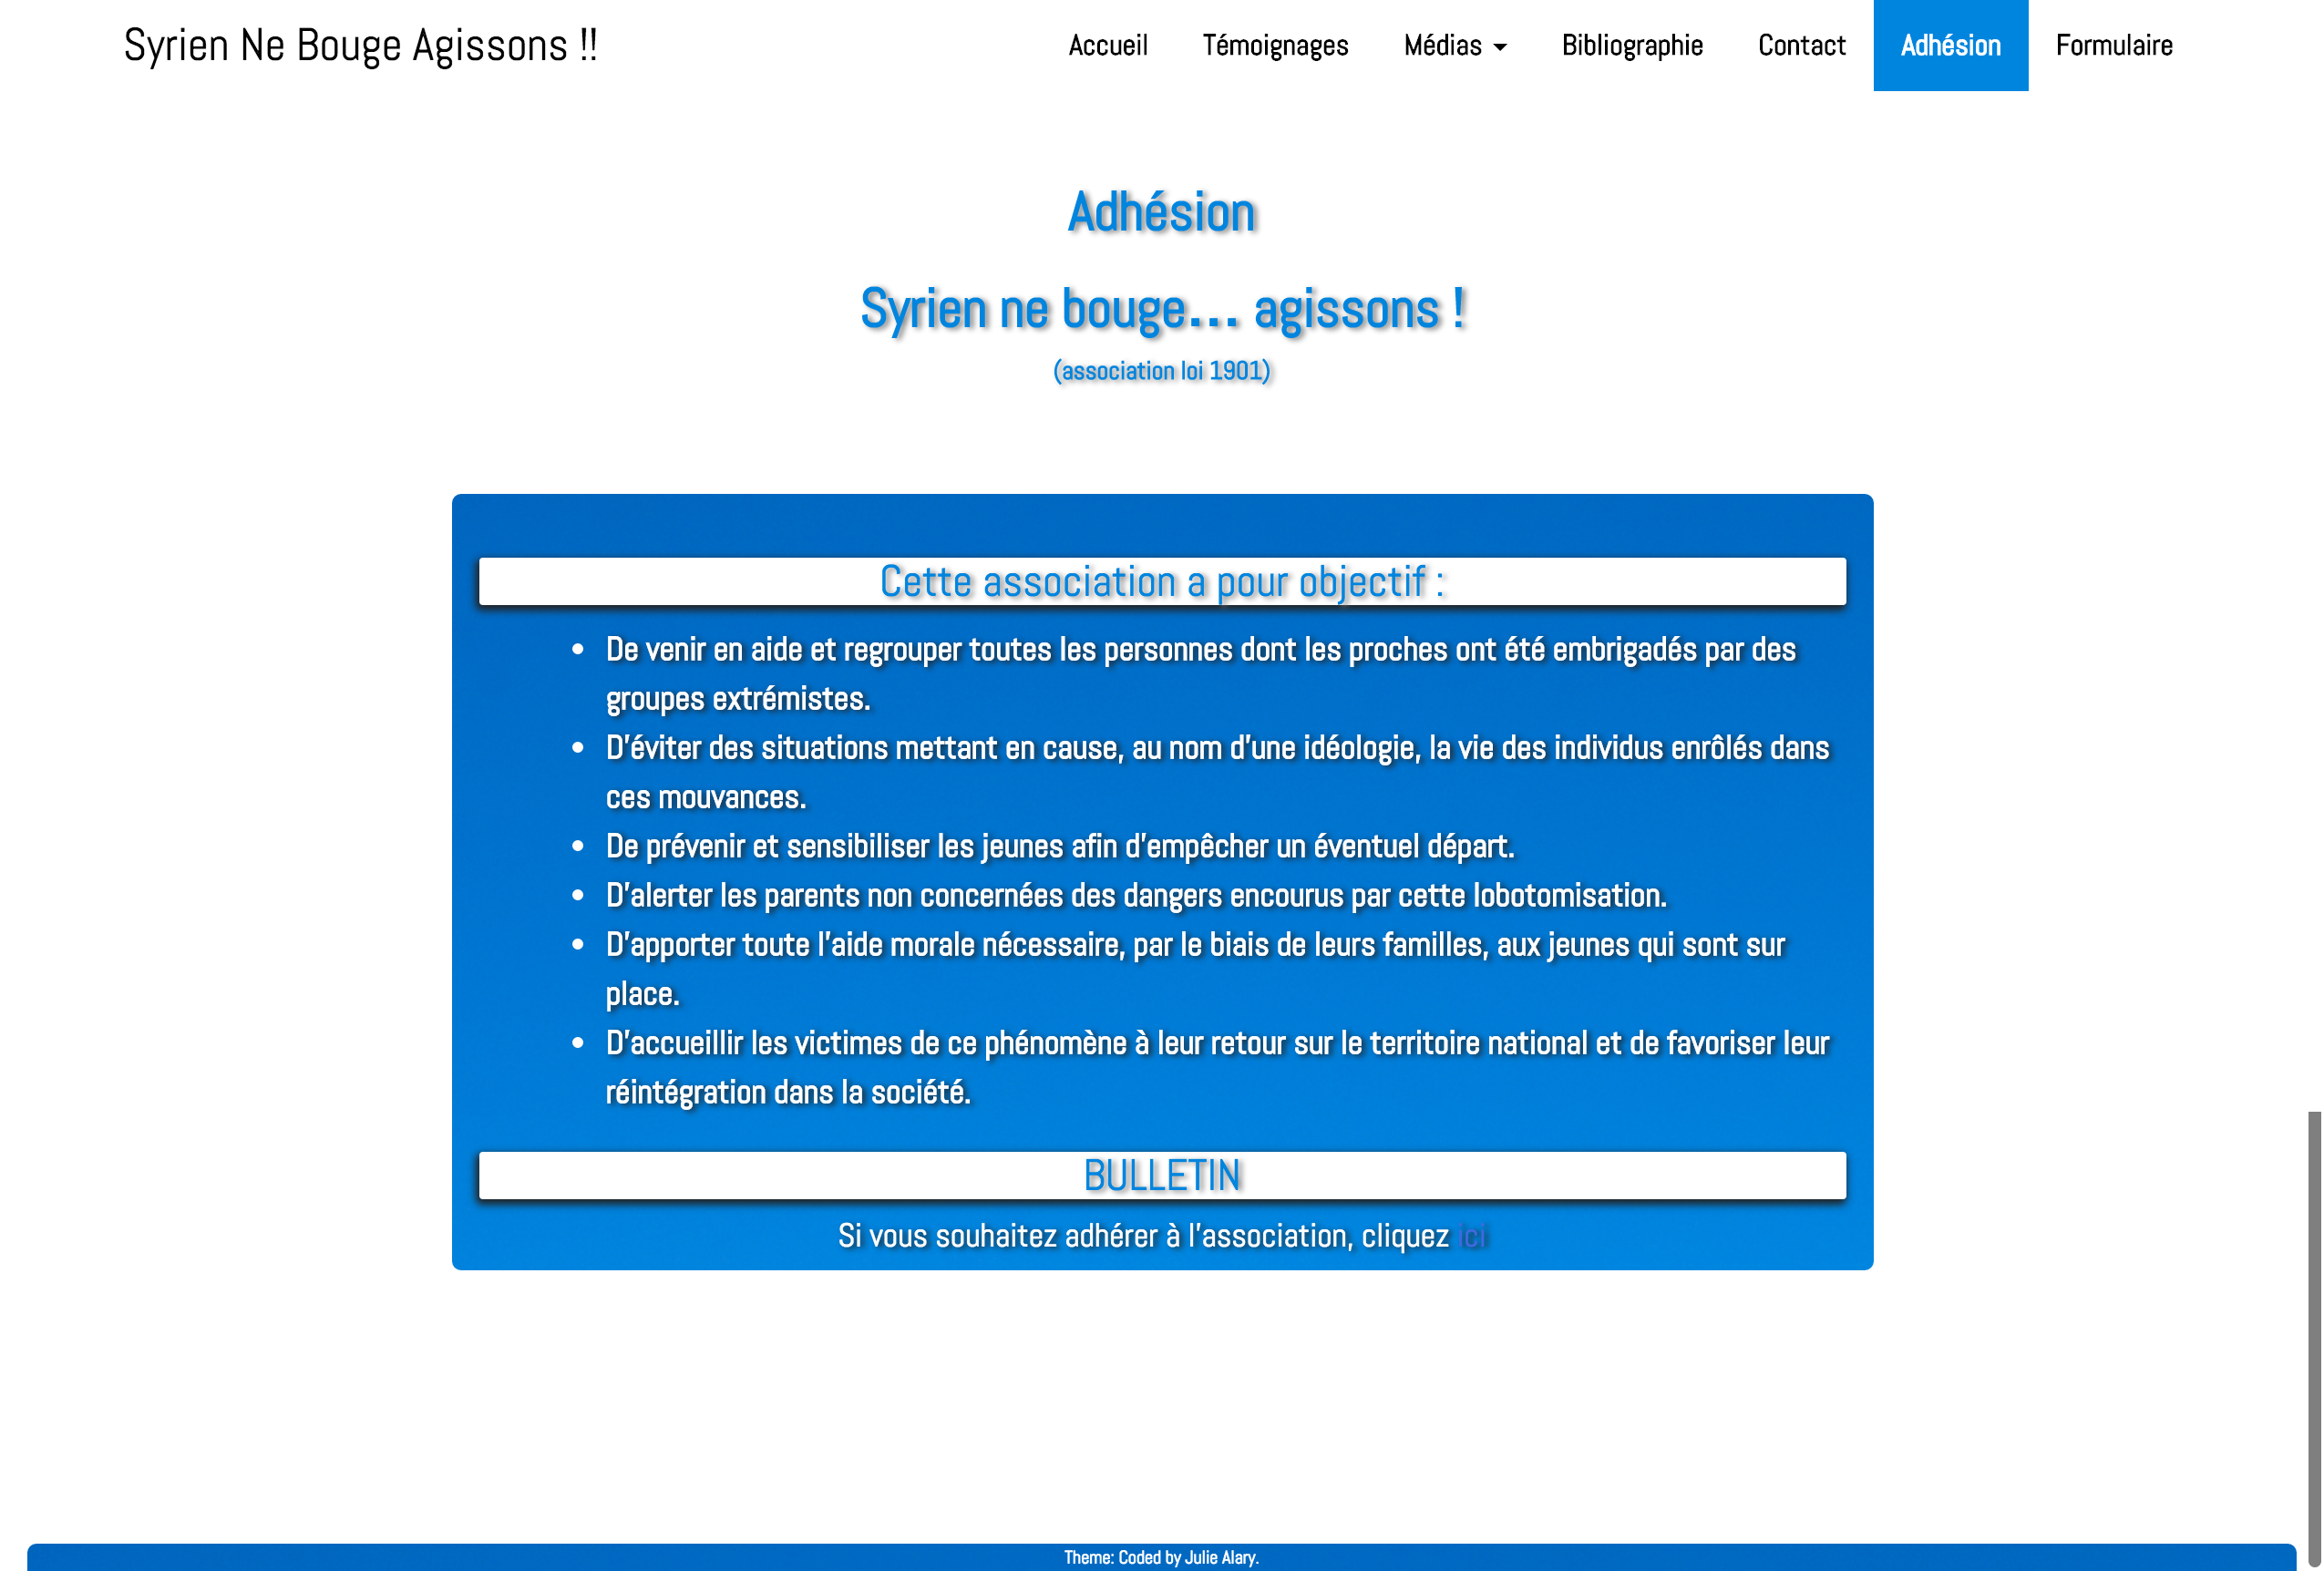 Syrien Ne Bouge Agissons !!
Accueil Témoignages Médias Bibliographie Contact Adhésion Formulaire
Adhésion
Syrien ne bouge… agissons !
(association loi 1901)
Cette association a pour objectif :
• De venir en aide et regrouper toutes les personnes dont les proches ont été embrigadés par des
groupes extrémistes.
• D’éviter des situations mettant en cause, au nom d’une idéologie, la vie des individus enrôlés dans
ces mouvances.
• De prévenir et sensibiliser les jeunes afin d’empêcher un éventuel départ.
• D’alerter les parents non concernées des dangers encourus par cette lobotomisation.
• D’apporter toute l’aide morale nécessaire, par le biais de leurs familles, aux jeunes qui sont sur
place.
• D’accueillir les victimes de ce phénomène à leur retour sur le territoire national et de favoriser leur
réintégration dans la société.
BULLETIN
Si vous souhaitez adhérer à l’association, cliquez ici
Theme: Coded by Julie Alary.